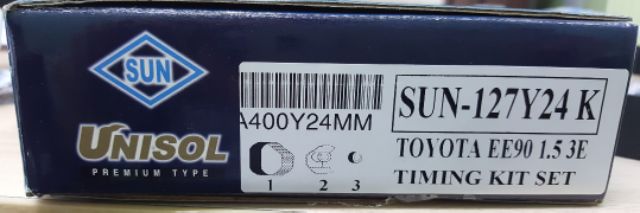 SUN
UNISOL
PREMIUM TYPE
A400Y24MM
1 2 3
SUN-127Y24 K
TOYOTA EE90 1.5 3E
TIMING KIT SET